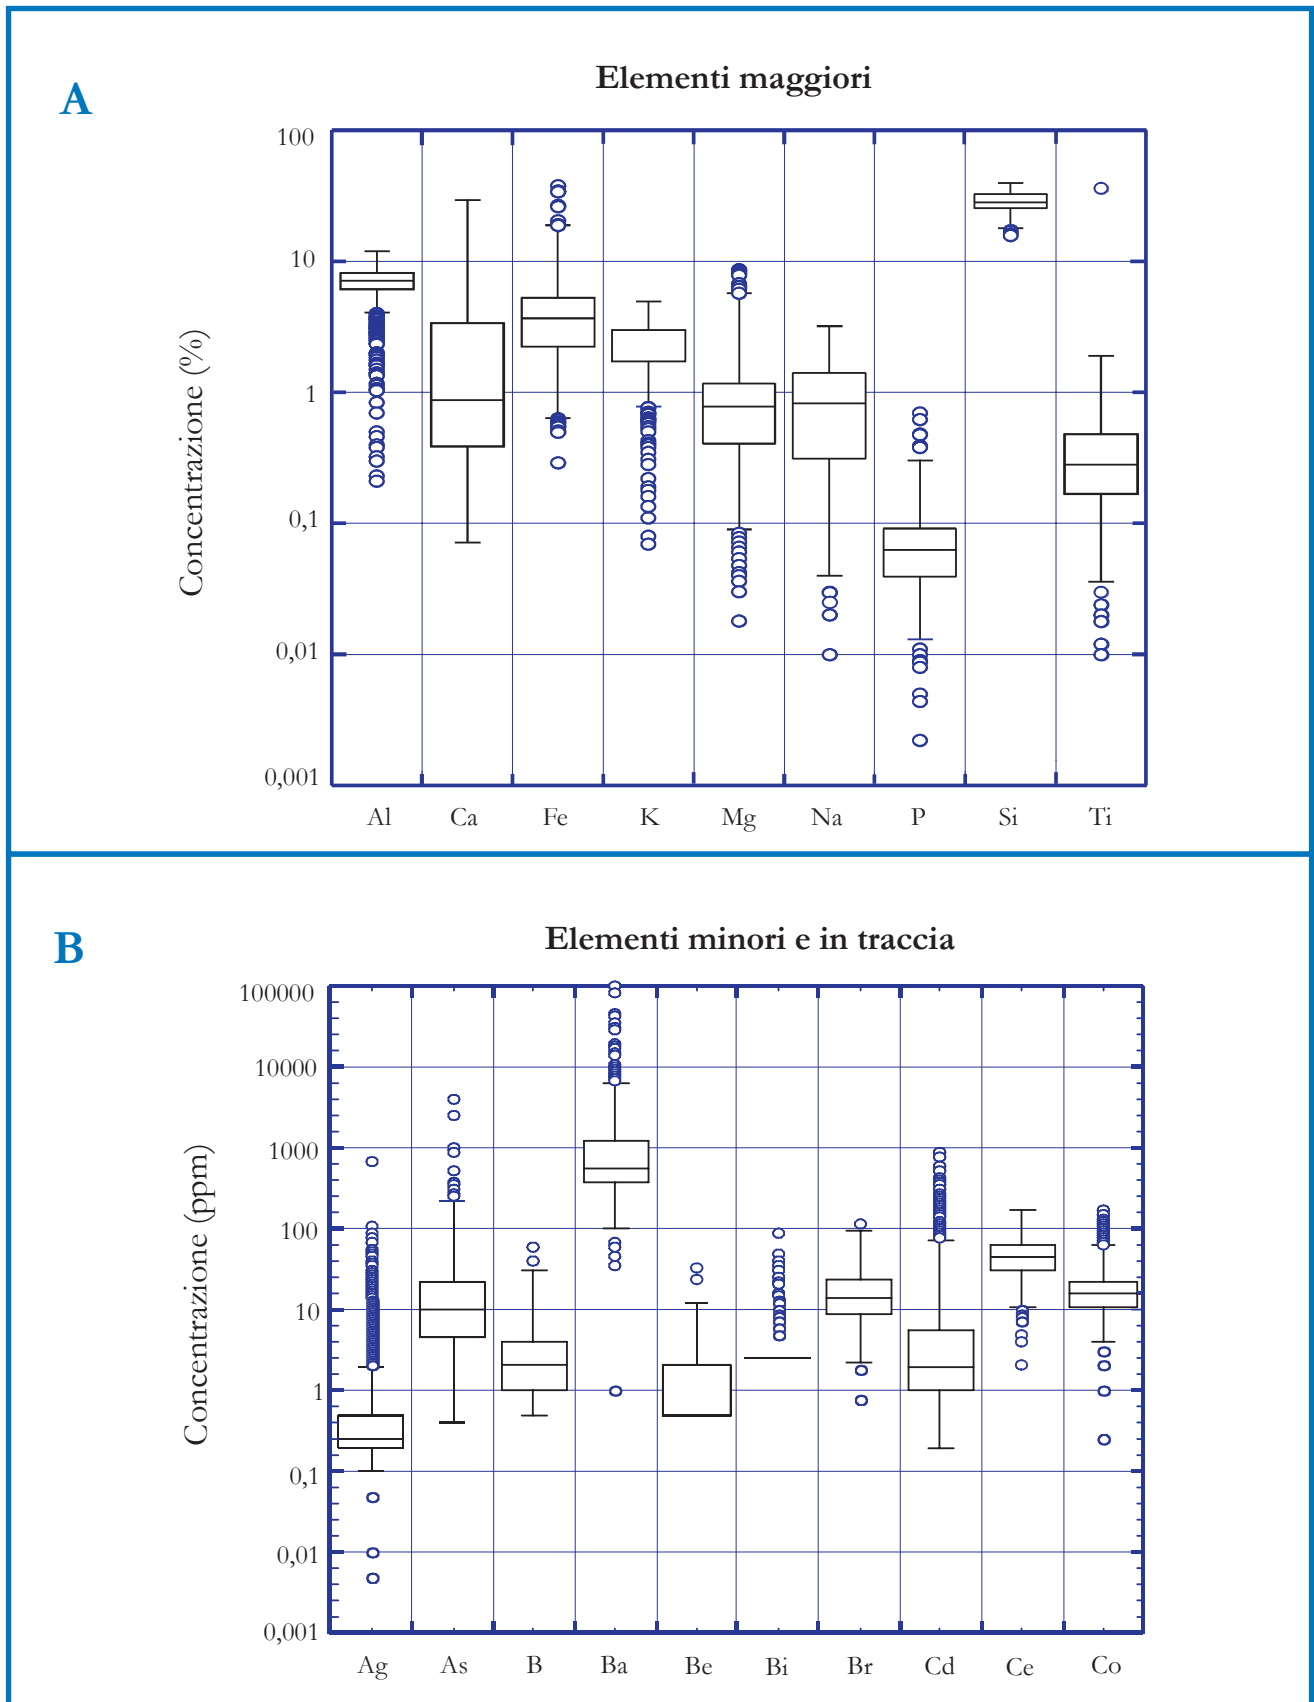 A
Elementi maggiori
Concentrazione (%)
100
10
1
0,1
0,01
0,001
Al Ca Fe K Mg Na P Si Ti
B
Elementi minori e in traccia
Concentrazione (ppm)
100000
10000
1000
100
10
1
0,1
0,01
0,001
Ag As B Ba Be Bi Br Cd Ce Co